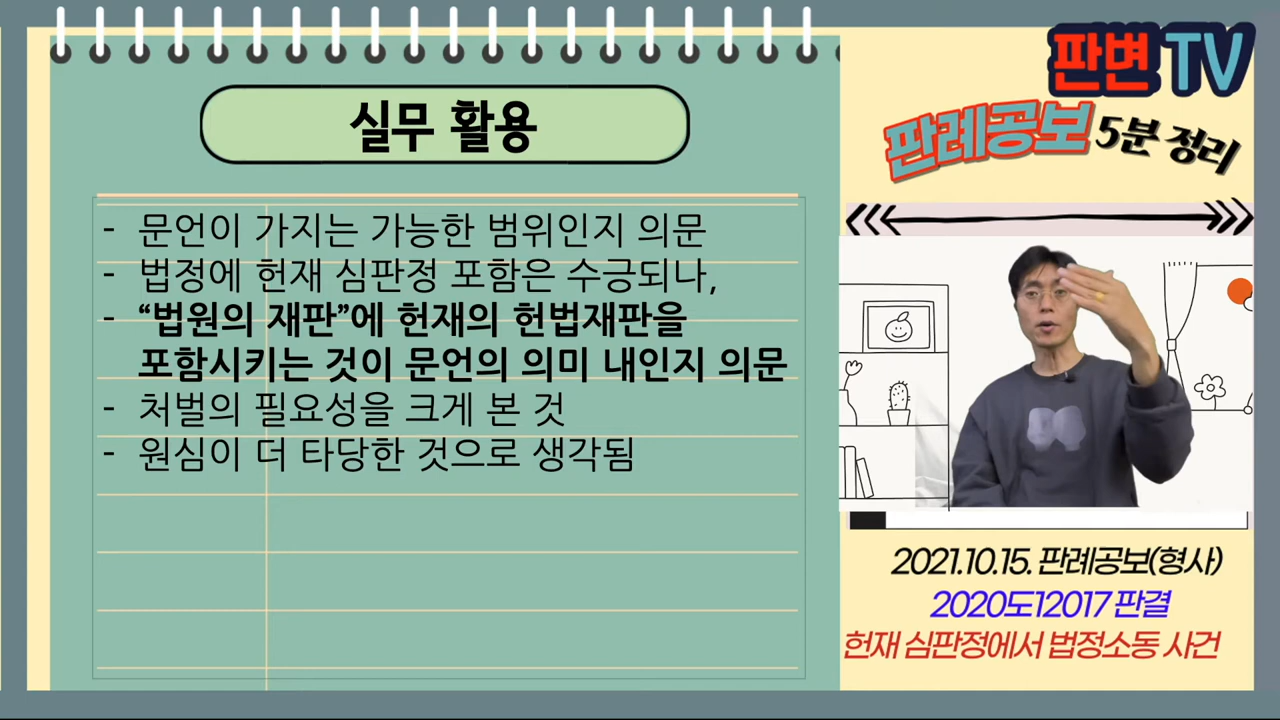 실무 활용
- 문언이 가지는 가능한 범위인지 의문
- 법정에 헌재 심판정 포함은 수긍되나,
- “법원의 재판”에 헌재의 헌법재판을
포함시키는 것이 문언의 의미 내인지 의문
- 처벌의 필요성을 크게 본 것
- 원심이 더 타당한 것으로 생각됨
판변 TV
판례공보 5분 정리
2021.10.15. 판례공보(형사)
2020도12017 판결
헌재 심판정에서 법정소동 사건